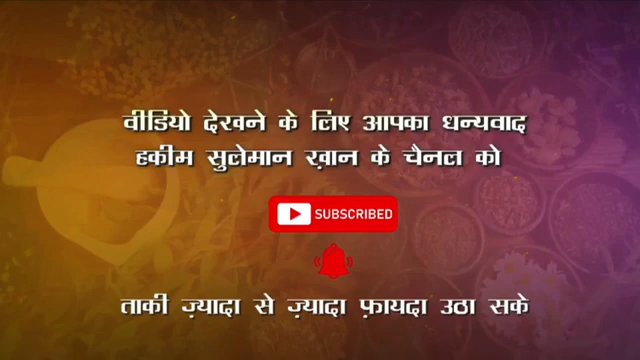 वीडियो देखने के लिए आपका धन्यवाद
हकीम सुलेमान ख़ान के चैनल को
SUBSCRIBED
ताकी ज़्यादा से ज़्यादा फ़ायदा उठा सके